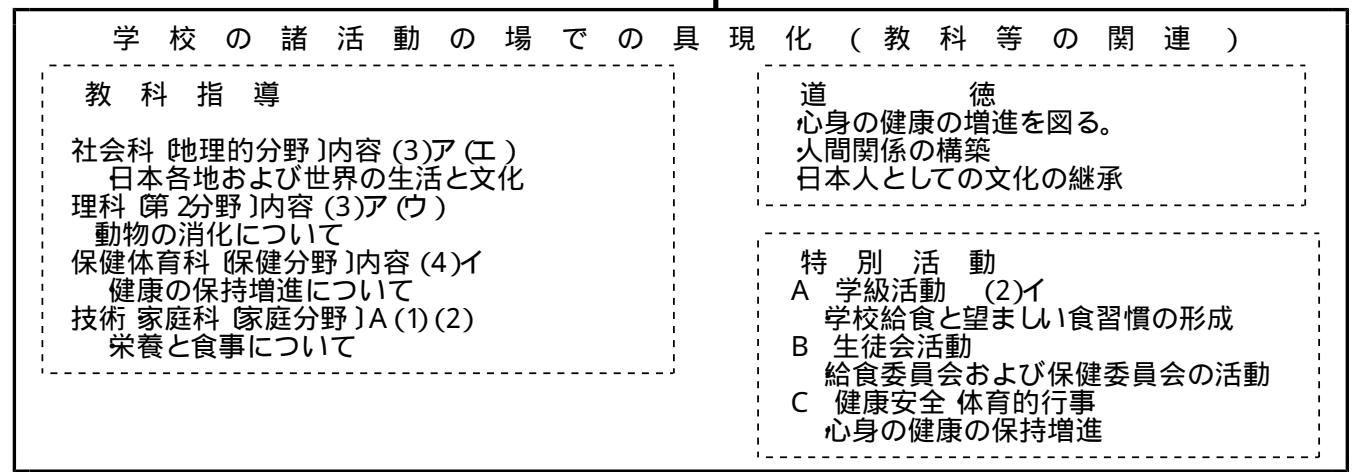 学校の諸活動の場での具現化(教科等の関連)
教科指導
社会科〔地理的分野〕内容(3)ア(エ)
・日本各地および世界の生活と文化
理科〔第2分野〕内容(3)ア(ウ)
・動物の消化について
保健体育科〔保健分野〕内容(4)イ
・健康の保持増進について
技術・家庭科〔家庭分野〕A(1)(2)
・栄養と食事について
道徳
・心身の健康の増進を図る。
・人間関係の構築
・日本人としての文化の継承
特別活動
A 学級活動 (2)イ
・学校給食と望ましい食習慣の形成
B 生徒会活動
・給食委員会および保健委員会の活動
C 健康安全・体育的行事
・心身の健康の保持増進